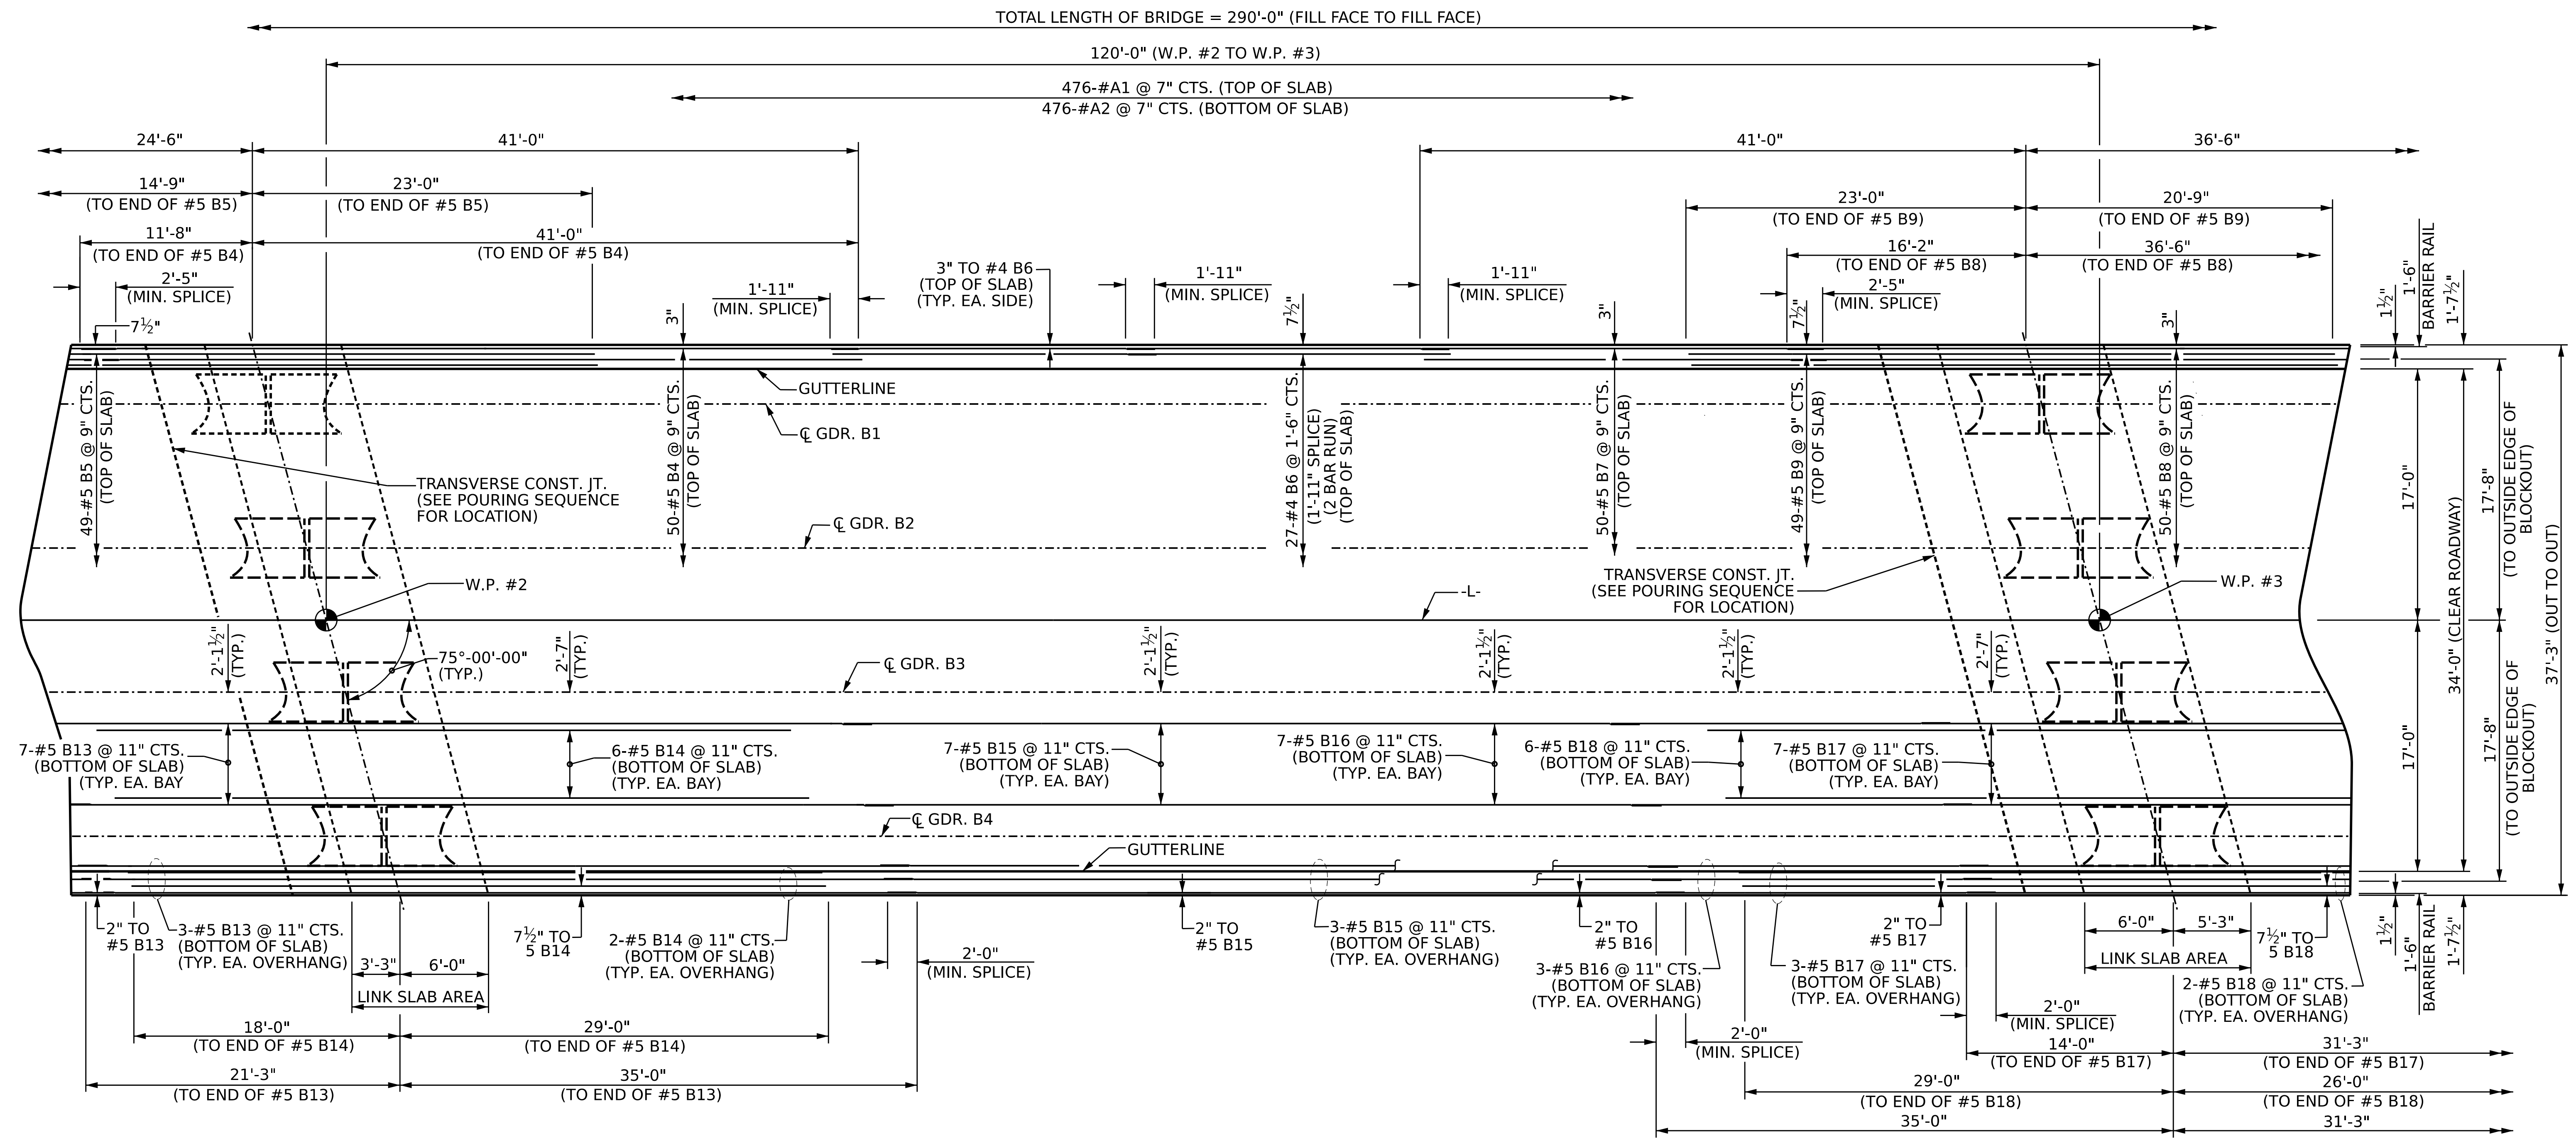 TOTAL LENGTH OF BRIDGE = 290'-0" (FILL FACE TO FILL FACE)
120'-0" (W.P. #2 TO W.P. #3)
476-#A1 @ 7" CTS. (TOP OF SLAB)
476-#A2 @ 7" CTS. (BOTTOM OF SLAB)
24'-6"
41'-0"
41'-0"
36'-6"
14'-9"
(TO END OF #5 B5)
23'-0"
(TO END OF #5 B5)
23'-0"
(TO END OF #5 B9)
20'-9"
(TO END OF #5 B9)
11'-8"
(TO END OF #5 B4)
41'-0"
(TO END OF #5 B4)
16'-2"
(TO END OF #5 B8)
36'-6"
(TO END OF #5 B8)
2'-5"
(MIN. SPLICE)
1'-11"
(MIN. SPLICE)
3" TO #4 B6
(TOP OF SLAB)
(TYP. EA. SIDE)
1'-11"
(MIN. SPLICE)
1'-11"
(MIN. SPLICE)
2'-5"
(MIN. SPLICE)
7½"
3"
7½"
3"
7½"
3"
1½"
1'-6"
BARRIER RAIL
1'-7½"
49-#5 B5 @ 9" CTS.
(TOP OF SLAB)
50-#5 B4 @ 9" CTS.
(TOP OF SLAB)
27-#4 B6 @ 1'-6" CTS.
(1'-11" SPLICE)
(2 BAR RUN)
(TOP OF SLAB)
50-#5 B7 @ 9" CTS.
(TOP OF SLAB)
49-#5 B9 @ 9" CTS.
(TOP OF SLAB)
50-#5 B8 @ 9" CTS.
(TOP OF SLAB)
GUTTERLINE
℄ GDR. B1
TRANSVERSE CONST. JT.
(SEE POURING SEQUENCE
FOR LOCATION)
℄ GDR. B2
W.P. #2
TRANSVERSE CONST. JT.
(SEE POURING SEQUENCE
FOR LOCATION)
-L-
W.P. #3
17'-0"
34'-0" (CLEAR ROADWAY)
17'-8"
(TO OUTSIDE EDGE OF
BLOCKOUT)
37'-3" (OUT TO OUT)
2'-1½"
(TYP.)
75°-00'-00"
(TYP.)
2'-7"
(TYP.)
℄ GDR. B3
2'-1½"
(TYP.)
2'-1½"
(TYP.)
2'-1½"
(TYP.)
2'-7"
(TYP.)
17'-0"
17'-8"
(TO OUTSIDE EDGE OF
BLOCKOUT)
7-#5 B13 @ 11" CTS.
(BOTTOM OF SLAB)
(TYP. EA. BAY
6-#5 B14 @ 11" CTS.
(BOTTOM OF SLAB)
(TYP. EA. BAY)
7-#5 B15 @ 11" CTS.
(BOTTOM OF SLAB)
(TYP. EA. BAY)
7-#5 B16 @ 11" CTS.
(BOTTOM OF SLAB)
(TYP. EA. BAY)
6-#5 B18 @ 11" CTS.
(BOTTOM OF SLAB)
(TYP. EA. BAY)
7-#5 B17 @ 11" CTS.
(BOTTOM OF SLAB)
(TYP. EA. BAY)
℄ GDR. B4
GUTTERLINE
2" TO
#5 B13
3-#5 B13 @ 11" CTS.
(BOTTOM OF SLAB)
(TYP. EA. OVERHANG)
7½" TO
5 B14
2-#5 B14 @ 11" CTS.
(BOTTOM OF SLAB)
(TYP. EA. OVERHANG)
2'-0"
(MIN. SPLICE)
2" TO
#5 B15
3-#5 B15 @ 11" CTS.
(BOTTOM OF SLAB)
(TYP. EA. OVERHANG)
2" TO
#5 B16
3-#5 B16 @ 11" CTS.
(BOTTOM OF SLAB)
(TYP. EA. OVERHANG)
2" TO
#5 B17
3-#5 B17 @ 11" CTS.
(BOTTOM OF SLAB)
(TYP. EA. OVERHANG)
6'-0"
5'-3"
LINK SLAB AREA
7½" TO
5 B18
2-#5 B18 @ 11" CTS.
(BOTTOM OF SLAB)
(TYP. EA. OVERHANG)
1½"
1'-6"
BARRIER RAIL
1'-7½"
3'-3"
6'-0"
LINK SLAB AREA
18'-0"
(TO END OF #5 B14)
29'-0"
(TO END OF #5 B14)
21'-3"
(TO END OF #5 B13)
35'-0"
(TO END OF #5 B13)
2'-0"
(MIN. SPLICE)
2'-0"
(MIN. SPLICE)
14'-0"
(TO END OF #5 B17)
31'-3"
(TO END OF #5 B17)
29'-0"
(TO END OF #5 B18)
26'-0"
(TO END OF #5 B18)
35'-0"
31'-3"